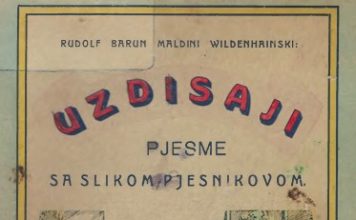 RUDOLF BARUN MALDINI WILDENHAINSKI:
UZDISAJI
PJESME
SA SLIKOM PJESNIKOVOM.